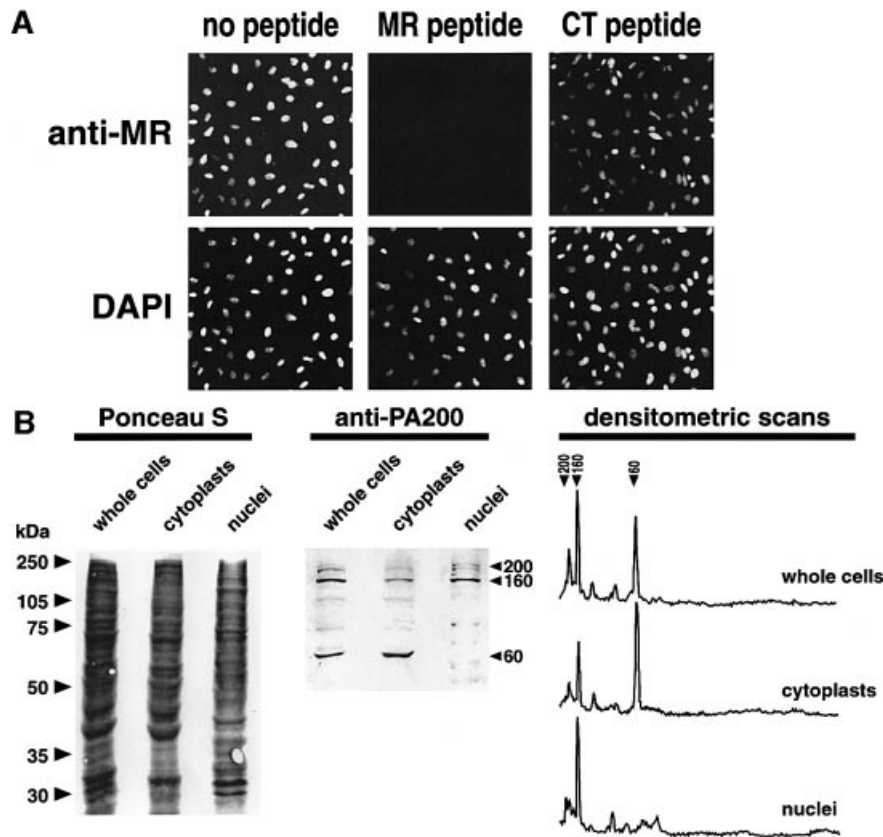 A
no peptide MR peptide CT peptide
anti-MR
DAPI
B
Ponceau S anti-PA200 densitometric scans
whole cells cytoplasts nuclei whole cells cytoplasts nuclei 200 160 60
kDa
250
105
75
50
35
30
200
160
60
whole cells
cytoplasts
nuclei